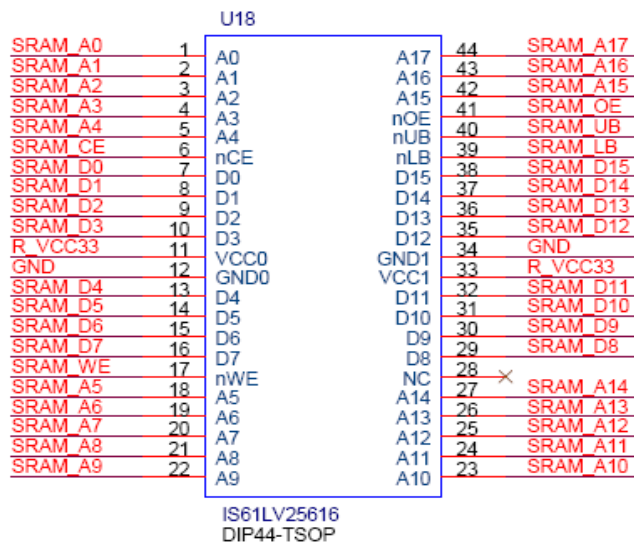 U18
SRAM_A0 1 A0 A17 44 SRAM_A17
SRAM_A1 2 A1 A16 43 SRAM_A16
SRAM_A2 3 A2 A15 42 SRAM_A15
SRAM_A3 4 A3 nOE 41 SRAM_OE
SRAM_A4 5 A4 nUB 40 SRAM_UB
SRAM_CE 6 nCE nLB 39 SRAM_LB
SRAM_D0 7 D0 D15 38 SRAM_D15
SRAM_D1 8 D1 D14 37 SRAM_D14
SRAM_D2 9 D2 D13 36 SRAM_D13
SRAM_D3 10 D3 D12 35 SRAM_D12
R_VCC33 11 VCC0 GND1 34 GND
GND 12 GND0 VCC1 33 R_VCC33
SRAM_D4 13 D4 D11 32 SRAM_D11
SRAM_D5 14 D5 D10 31 SRAM_D10
SRAM_D6 15 D6 D9 30 SRAM_D9
SRAM_D7 16 D7 D8 29 SRAM_D8
SRAM_WE 17 nWE NC 28
SRAM_A5 18 A5 A14 27 SRAM_A14
SRAM_A6 19 A6 A13 26 SRAM_A13
SRAM_A7 20 A7 A12 25 SRAM_A12
SRAM_A8 21 A8 A11 24 SRAM_A11
SRAM_A9 22 A9 A10 23 SRAM_A10
IS61LV25616
DIP44-TSOP